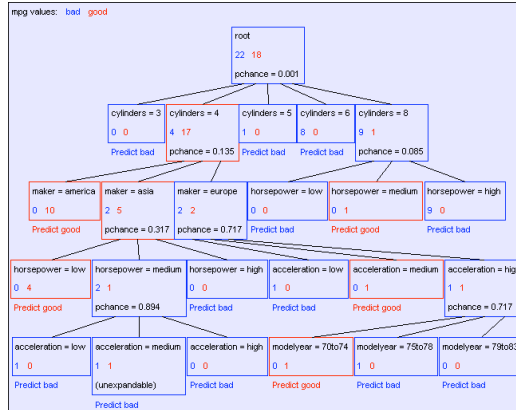 mpg values: bad good
root
22 18
pchance = 0.001
cylinders = 3
0 0
Predict bad
cylinders = 4
4 17
pchance = 0.135
cylinders = 5
1 0
Predict bad
cylinders = 6
8 0
Predict bad
cylinders = 8
9 1
pchance = 0.085
maker = america
0 10
Predict good
maker = asia
2 5
pchance = 0.317
maker = europe
2 2
pchance = 0.717
horsepower = low
0 0
Predict bad
horsepower = medium
0 1
Predict good
horsepower = high
9 0
Predict bad
horsepower = low
0 4
Predict good
horsepower = medium
2 1
pchance = 0.894
horsepower = high
0 0
Predict bad
acceleration = low
1 0
Predict bad
acceleration = medium
0 1
Predict good
acceleration = hig
1 1
pchance = 0.717
acceleration = low
1 0
Predict bad
acceleration = medium
1 1
(unexpandable)
Predict bad
acceleration = high
0 0
Predict bad
modelyear = 70to74
0 1
Predict good
modelyear = 75to78
1 0
Predict bad
modelyear = 79to83
0 0
Predict bad